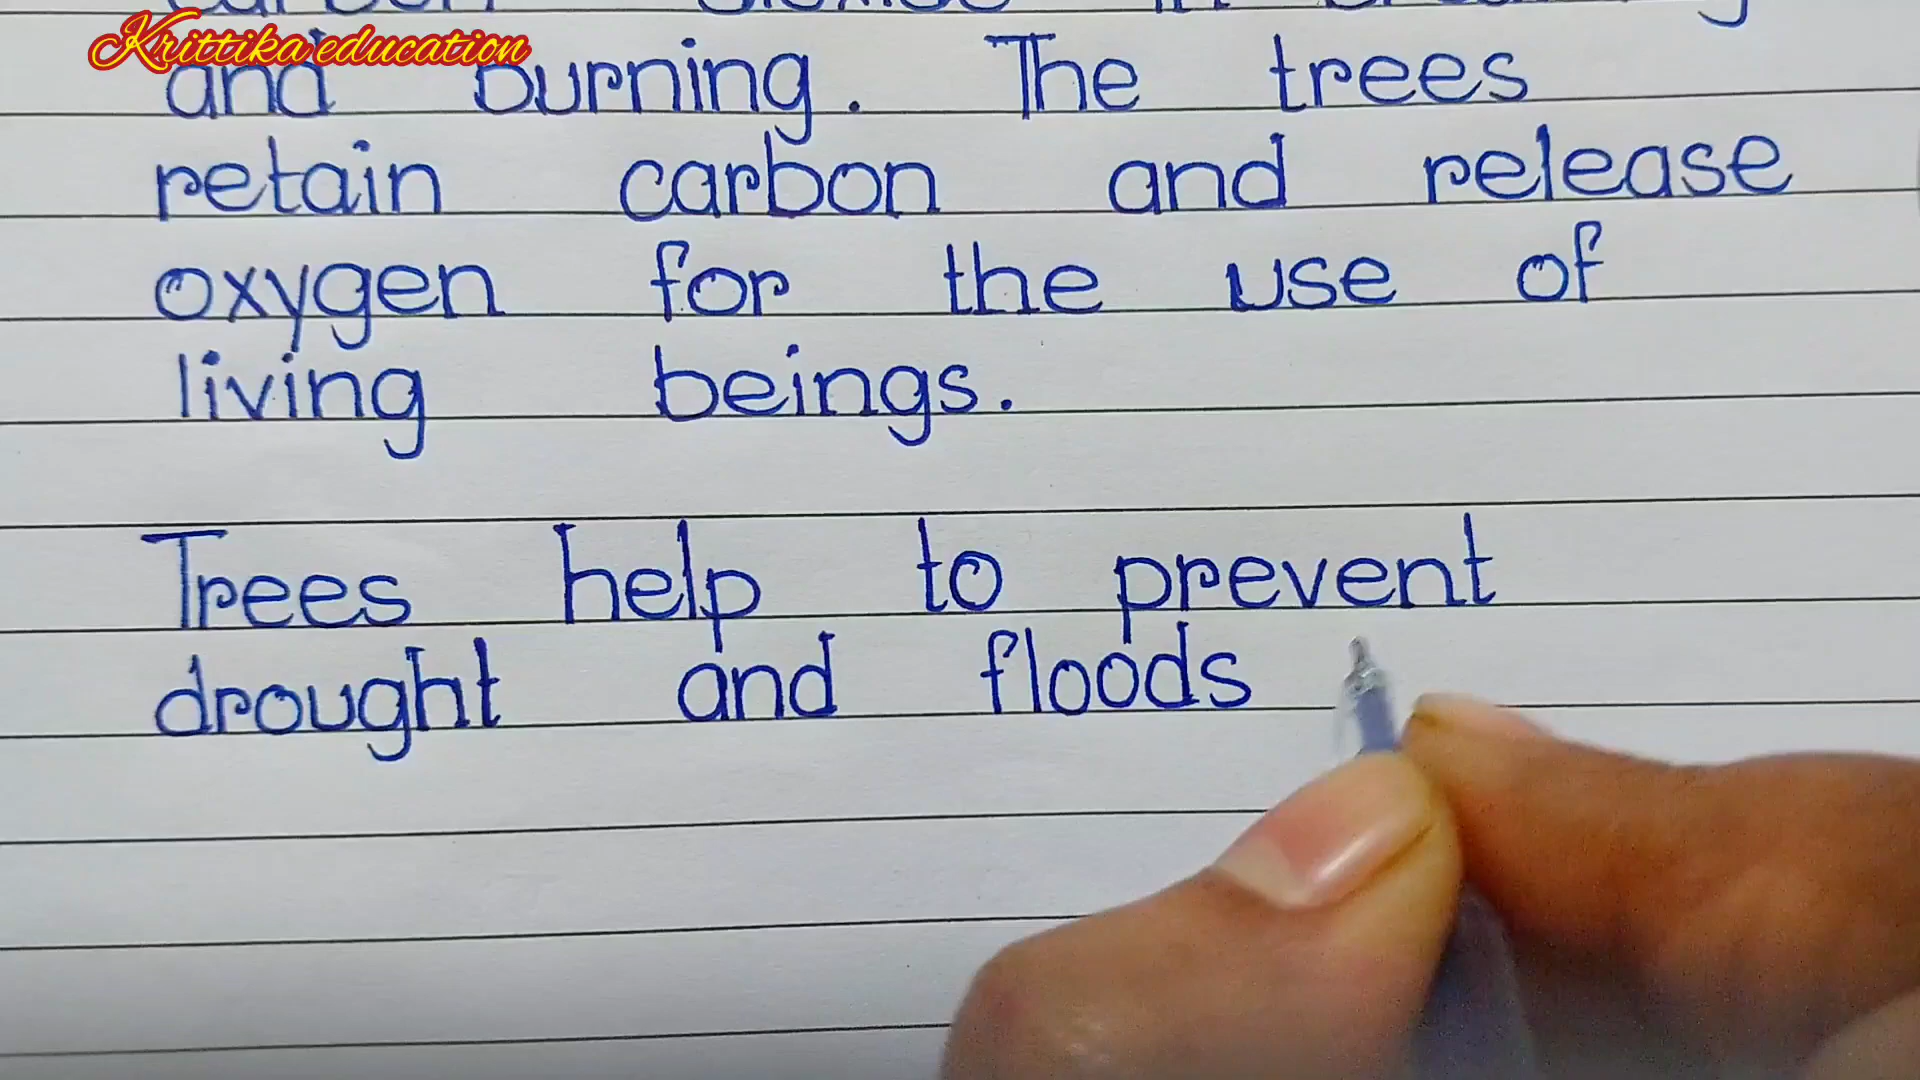 Krittika education
and burning. The trees
retain carbon and release
oxygen for the use of
living beings.
Trees help to prevent
drought and floods